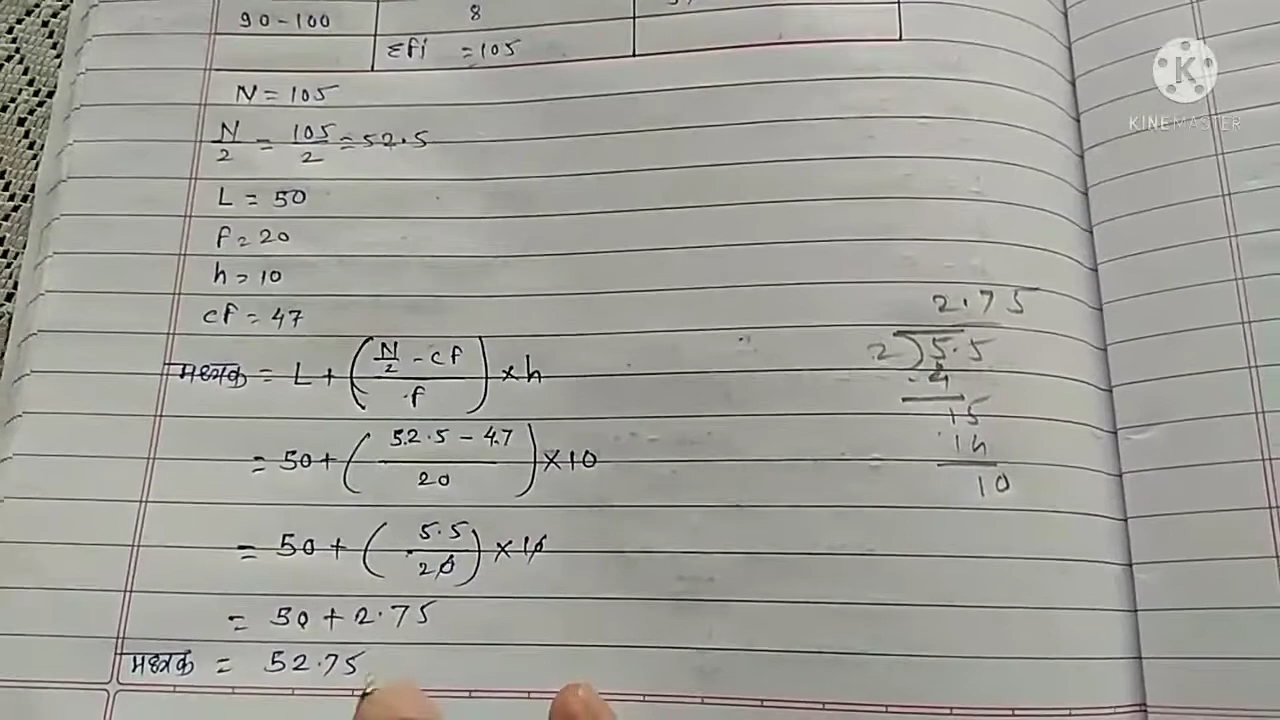 90-100 8
Σfi = 105
N = 105
N/2 = 105/2 = 52.5
L = 50
f = 20
h = 10
cf = 47
मध्यक = L + ((N/2 - cf)/f) × h
= 50 + ((52.5 - 47)/20) × 10
= 50 + (5.5/20) × 10
= 50 + 2.75
मध्यक = 52.75
2.75
2)5.5
4
15
14
10
K
KINEMASTER